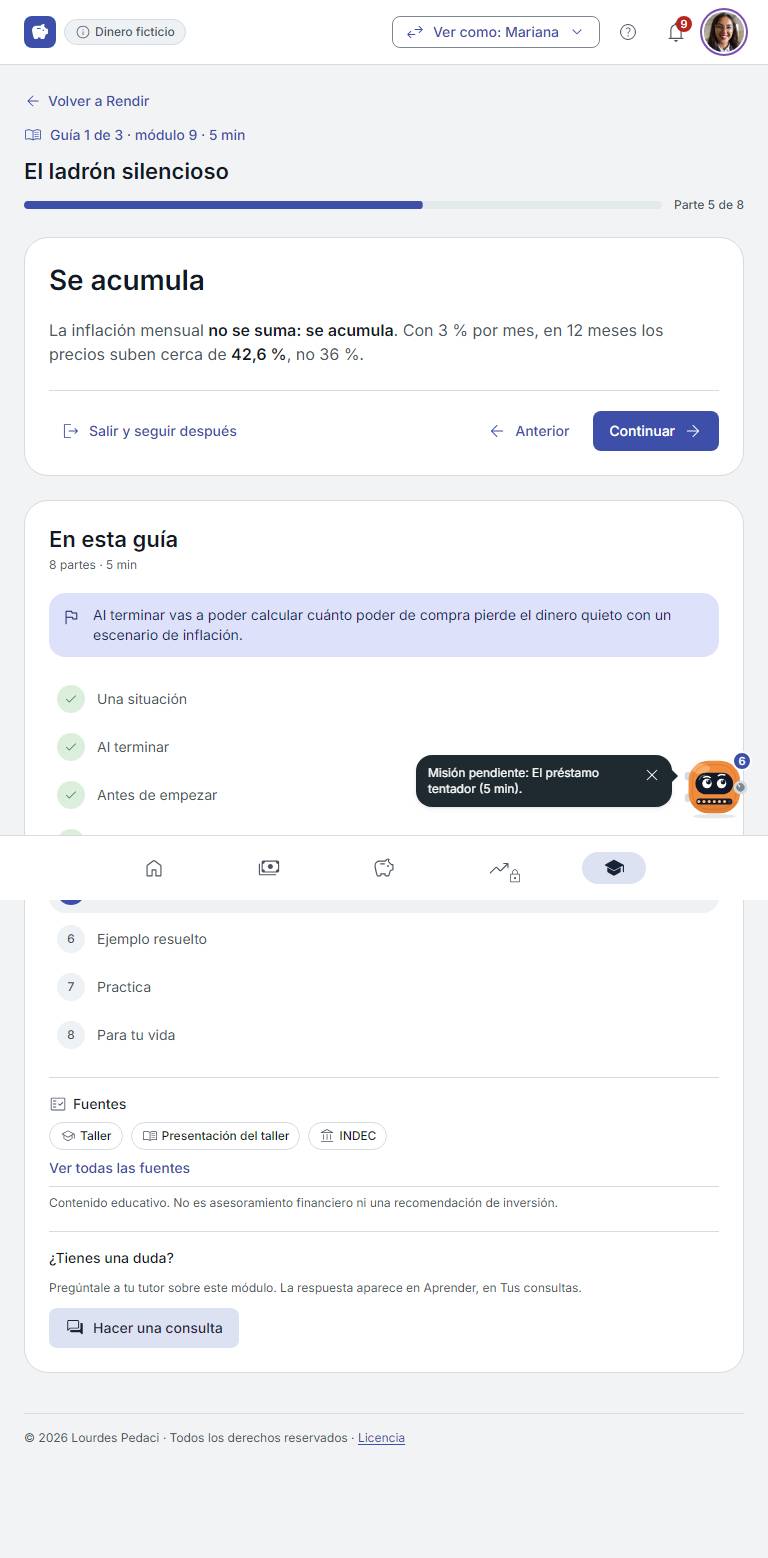 Dinero ficticio
Ver como: Mariana
9
Volver a Rendir
Guía 1 de 3 · módulo 9 · 5 min
El ladrón silencioso
Parte 5 de 8
Se acumula
La inflación mensual no se suma: se acumula. Con 3 % por mes, en 12 meses los
precios suben cerca de 42,6 %, no 36 %.
Salir y seguir después
Anterior
Continuar
En esta guía
8 partes · 5 min
Al terminar vas a poder calcular cuánto poder de compra pierde el dinero quieto con un
escenario de inflación.
Una situación
Al terminar
Antes de empezar
Misión pendiente: El préstamo
tentador (5 min).
6
6 Ejemplo resuelto
7 Practica
8 Para tu vida
Fuentes
Taller
Presentación del taller
INDEC
Ver todas las fuentes
Contenido educativo. No es asesoramiento financiero ni una recomendación de inversión.
¿Tienes una duda?
Pregúntale a tu tutor sobre este módulo. La respuesta aparece en Aprender, en Tus consultas.
Hacer una consulta
© 2026 Lourdes Pedaci · Todos los derechos reservados · Licencia